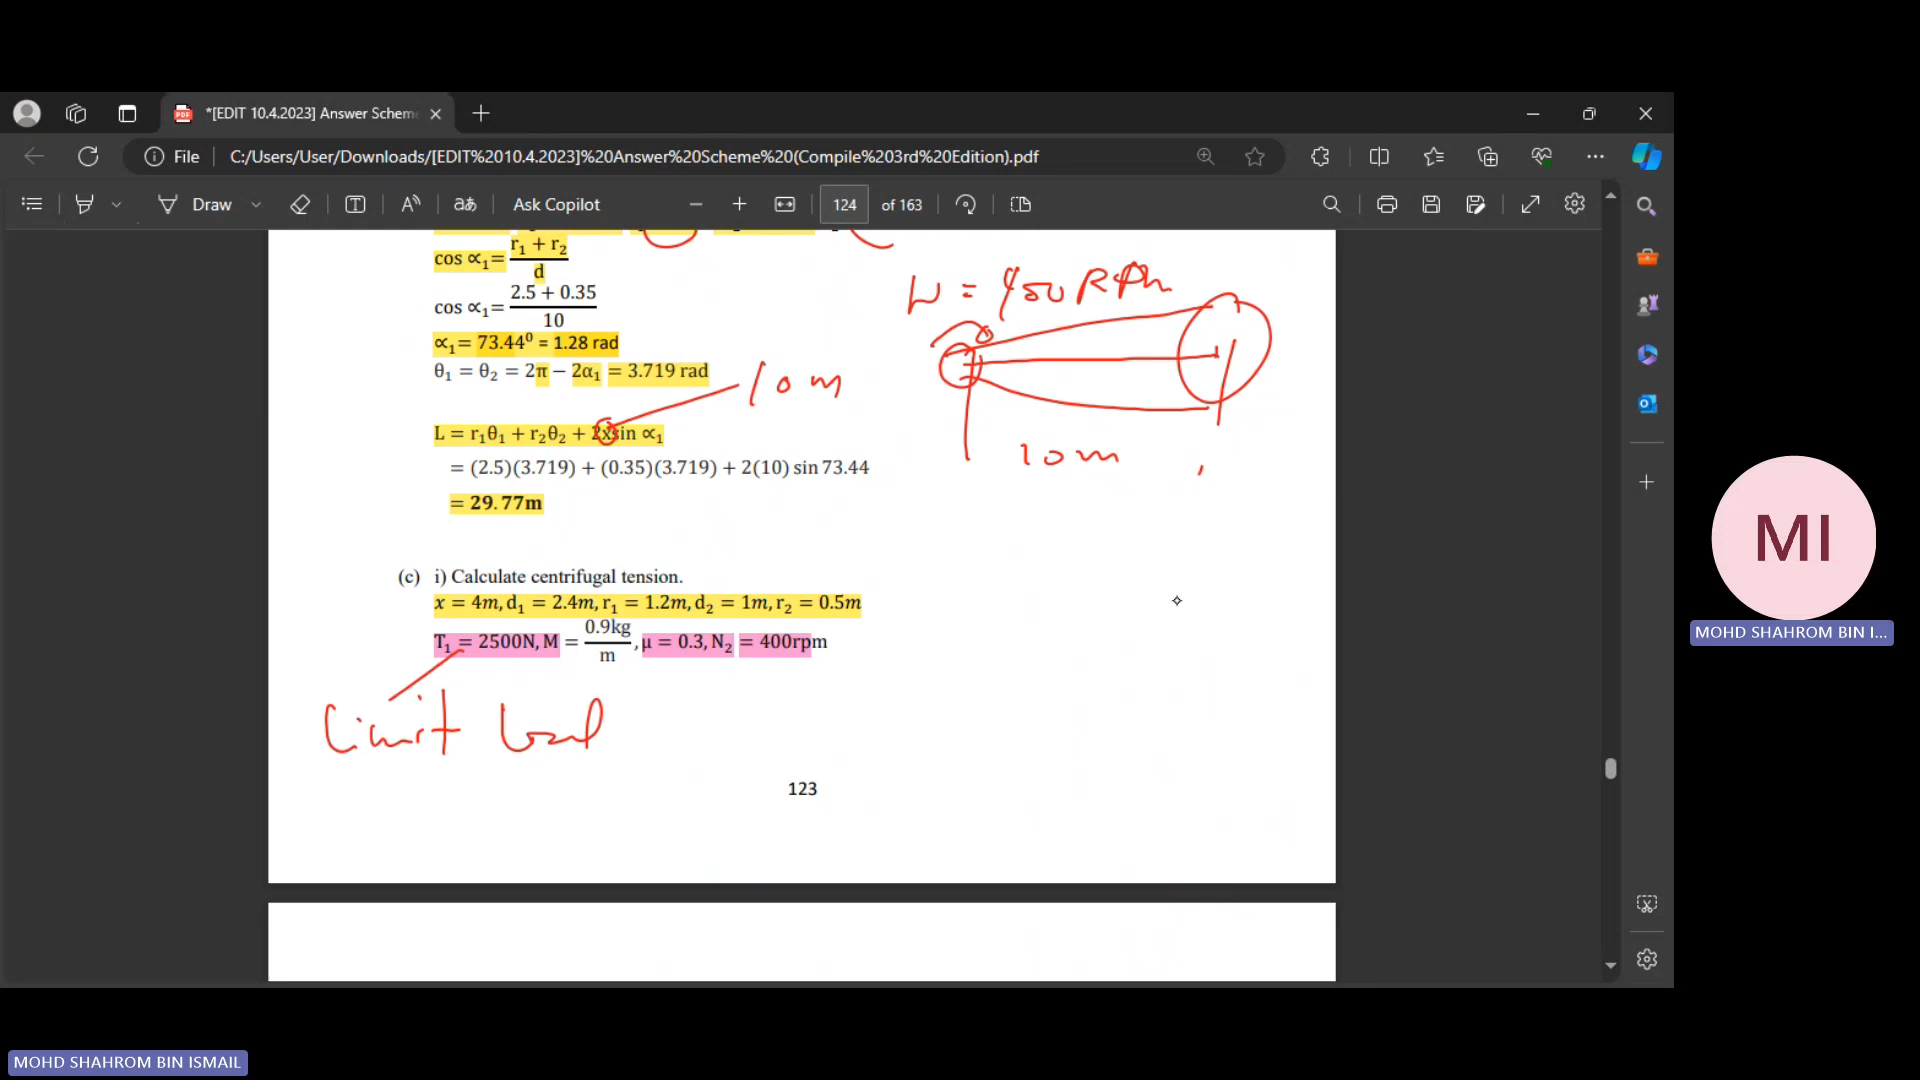 *[EDIT 10.4.2023] Answer Schem
File
C:/Users/User/Downloads/[EDIT%2010.4.2023]%20Answer%20Scheme%20(Compile%203rd%20Edition).pdf
Draw
aあ
Ask Copilot
124 of 163
cos ∝₁= r₁ + r₂ / d
cos ∝₁= 2.5 + 0.35 / 10
∝₁= 73.44⁰ = 1.28 rad
θ₁ = θ₂ = 2π − 2α₁ = 3.719 rad
10 m
L = r₁θ₁ + r₂θ₂ + 2xsin ∝₁
= (2.5)(3.719) + (0.35)(3.719) + 2(10) sin 73.44
= 29.77m
10m
(c) i) Calculate centrifugal tension.
x = 4m, d₁ = 2.4m, r₁ = 1.2m, d₂ = 1m, r₂ = 0.5m
T₁ = 2500N, M = 0.9kg / m , μ = 0.3, N₂ = 400rpm
Limit load
123
MI
MOHD SHAHROM BIN I...
MOHD SHAHROM BIN ISMAIL